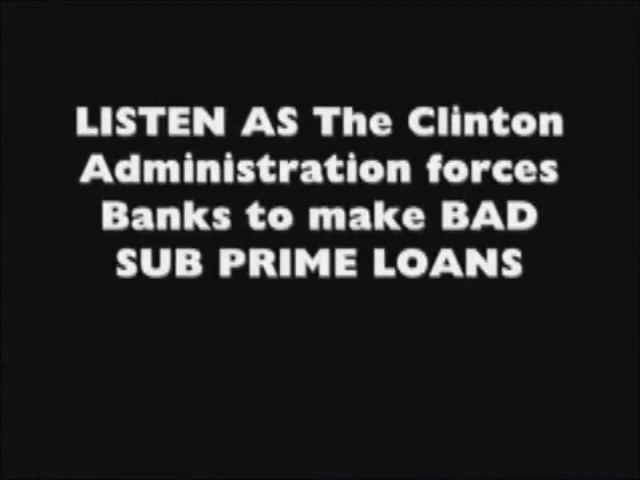 LISTEN AS The Clinton
Administration forces
Banks to make BAD
SUB PRIME LOANS